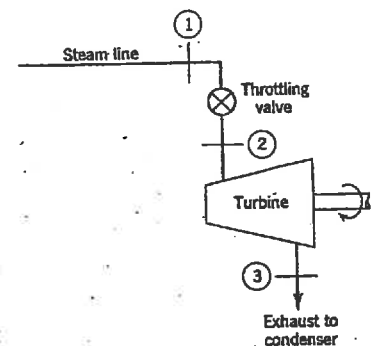 1
Steam line
Throttling
valve
2
Turbine
3
Exhaust to
condenser